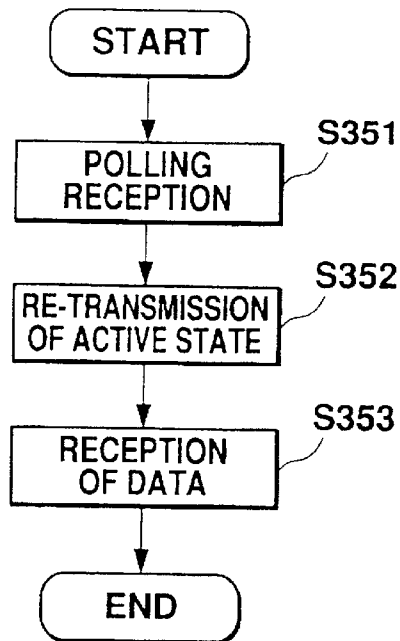 START
S351
POLLING
RECEPTION
S352
RE-TRANSMISSION
OF ACTIVE STATE
S353
RECEPTION
OF DATA
END